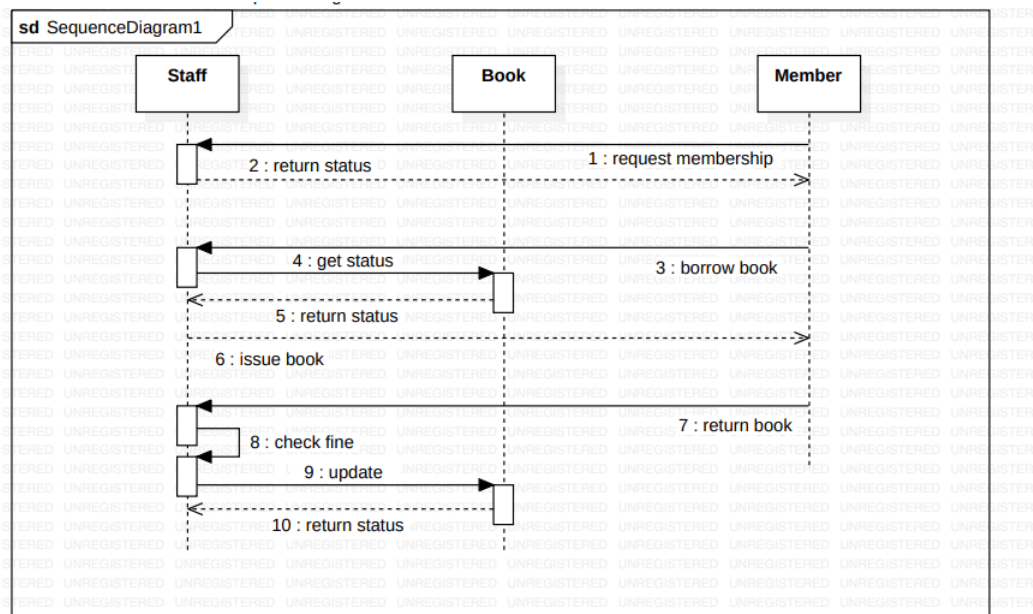 sd SequenceDiagram1
Staff
Book
Member
1 : request membership
2 : return status
3 : borrow book
4 : get status
5 : return status
6 : issue book
7 : return book
8 : check fine
9 : update
10 : return status
UNREGISTERED